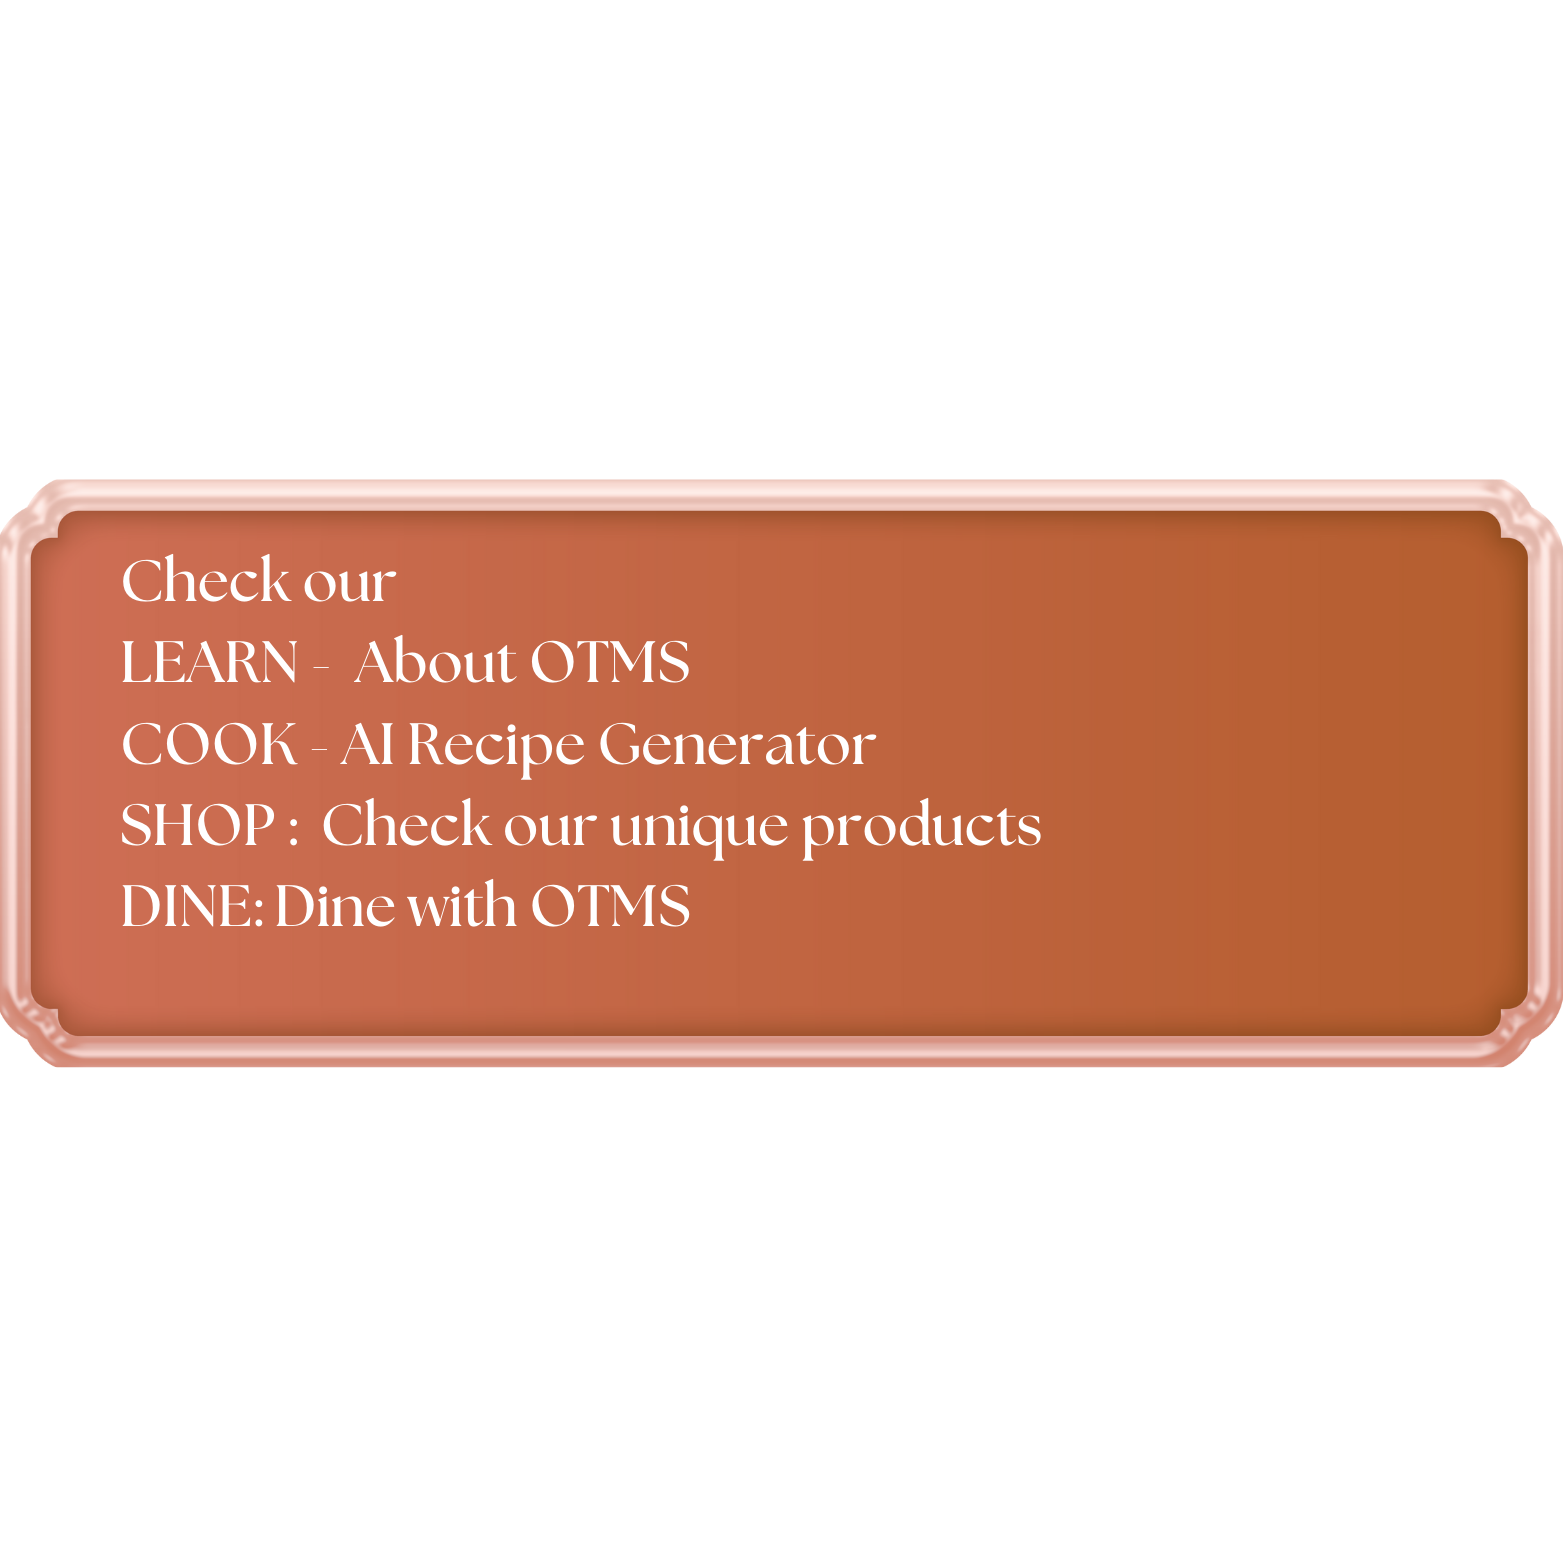 Check our
LEARN -  About OTMS
COOK - AI Recipe Generator
SHOP :  Check our unique products
DINE: Dine with OTMS